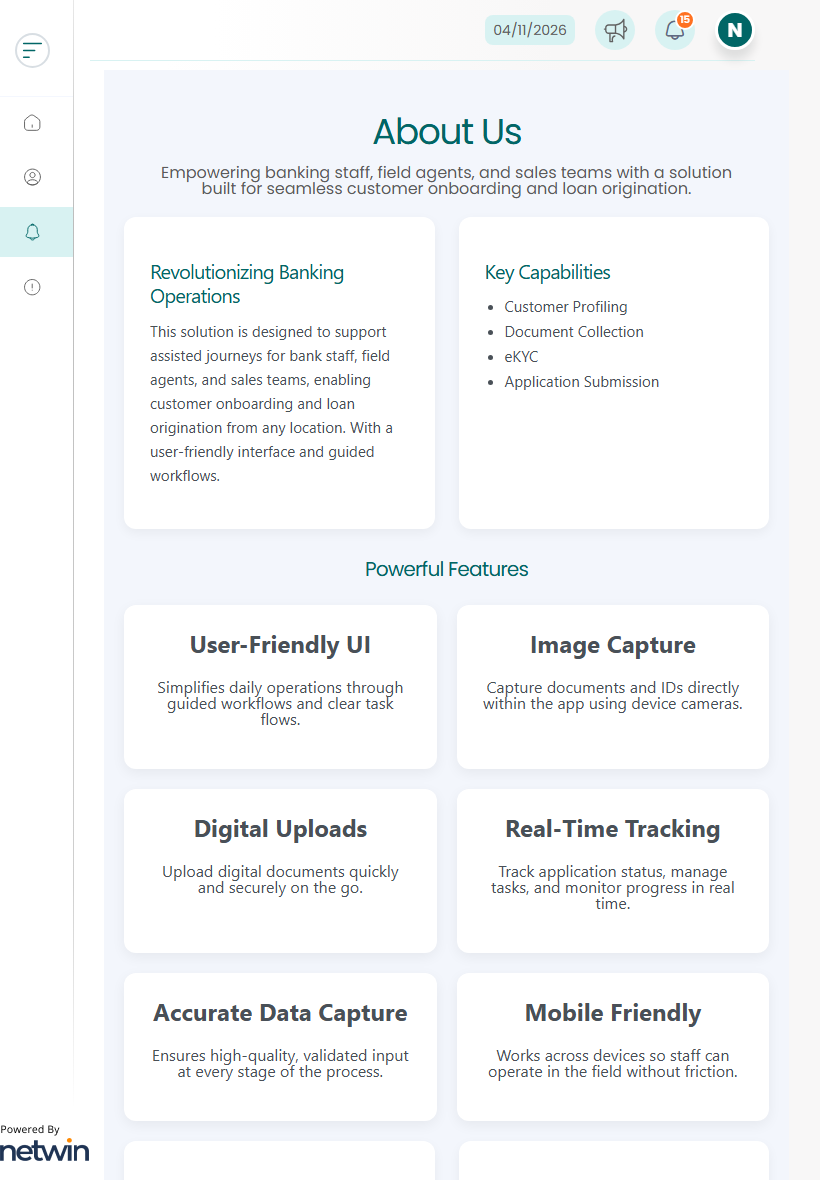 04/11/2026
15
N
About Us
Empowering banking staff, field agents, and sales teams with a solution
built for seamless customer onboarding and loan origination.
Revolutionizing Banking
Operations
This solution is designed to support
assisted journeys for bank staff, field
agents, and sales teams, enabling
customer onboarding and loan
origination from any location. With a
user-friendly interface and guided
workflows.
Key Capabilities
• Customer Profiling
• Document Collection
• eKYC
• Application Submission
Powerful Features
User-Friendly UI
Simplifies daily operations through
guided workflows and clear task
flows.
Image Capture
Capture documents and IDs directly
within the app using device cameras.
Digital Uploads
Upload digital documents quickly
and securely on the go.
Real-Time Tracking
Track application status, manage
tasks, and monitor progress in real
time.
Accurate Data Capture
Ensures high-quality, validated input
at every stage of the process.
Mobile Friendly
Works across devices so staff can
operate in the field without friction.
Powered By
netwin